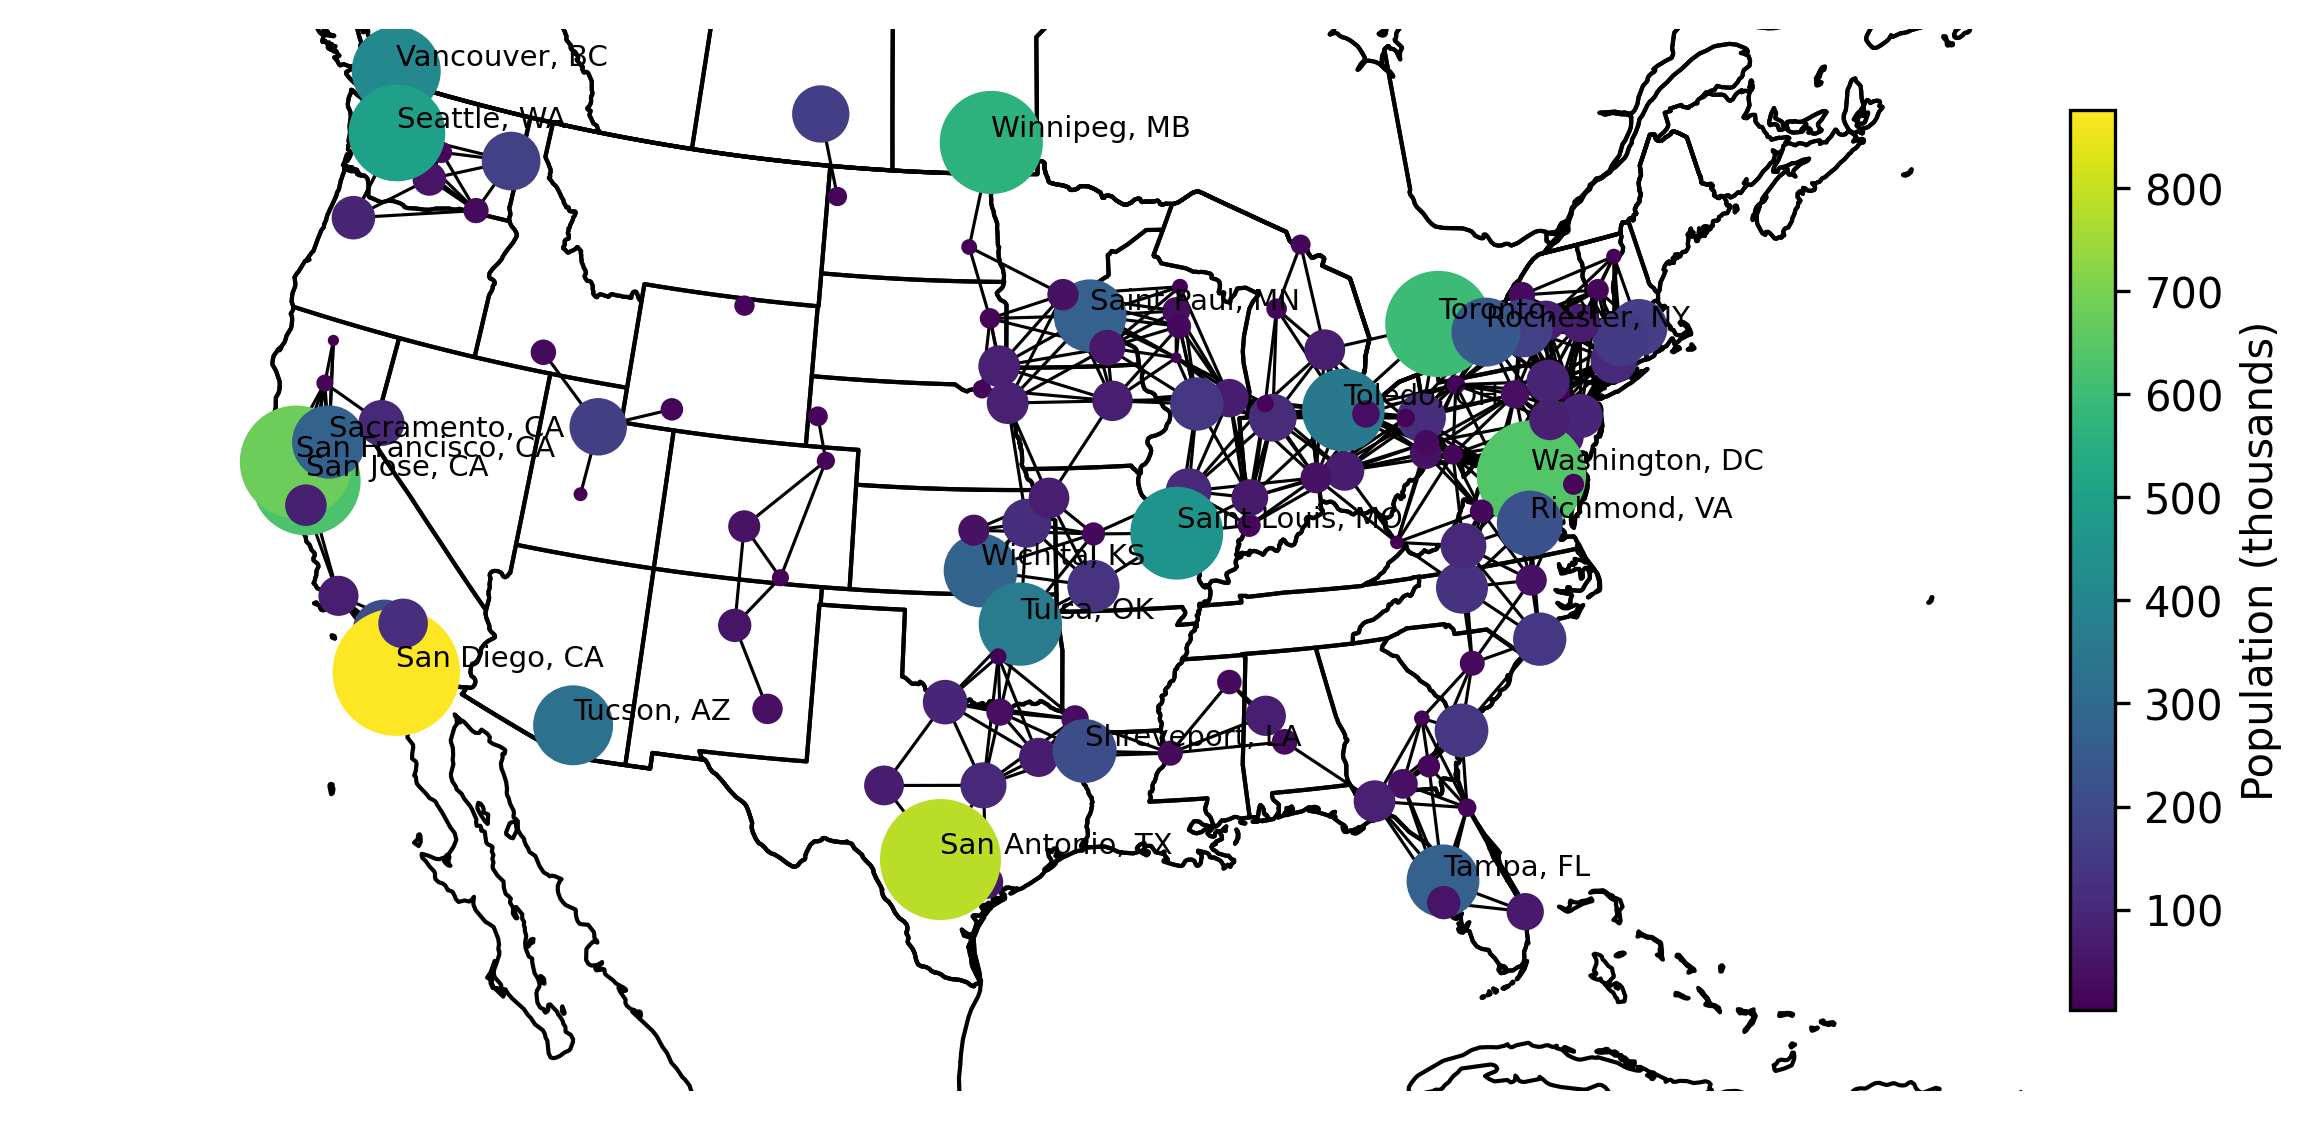 Vancouver, BC
Seattle, WA
Winnipeg, MB
Saint Paul, MN
Toronto, ON
Rochester, NY
Toledo, OH
Sacramento, CA
San Francisco, CA
San Jose, CA
Washington, DC
Richmond, VA
Saint Louis, MO
Wichita, KS
Tulsa, OK
San Diego, CA
Tucson, AZ
Shreveport, LA
San Antonio, TX
Tampa, FL
800
700
600
500
400
300
200
100
Population (thousands)